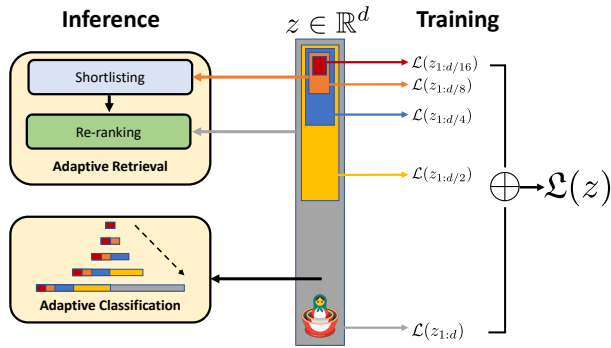 Inference
z ∈ ℝ^d
Training
Shortlisting
Re-ranking
Adaptive Retrieval
Adaptive Classification
ℒ(z_{1:d/16})
ℒ(z_{1:d/8})
ℒ(z_{1:d/4})
ℒ(z_{1:d/2})
ℒ(z_{1:d})
⊕
𝕷(z)